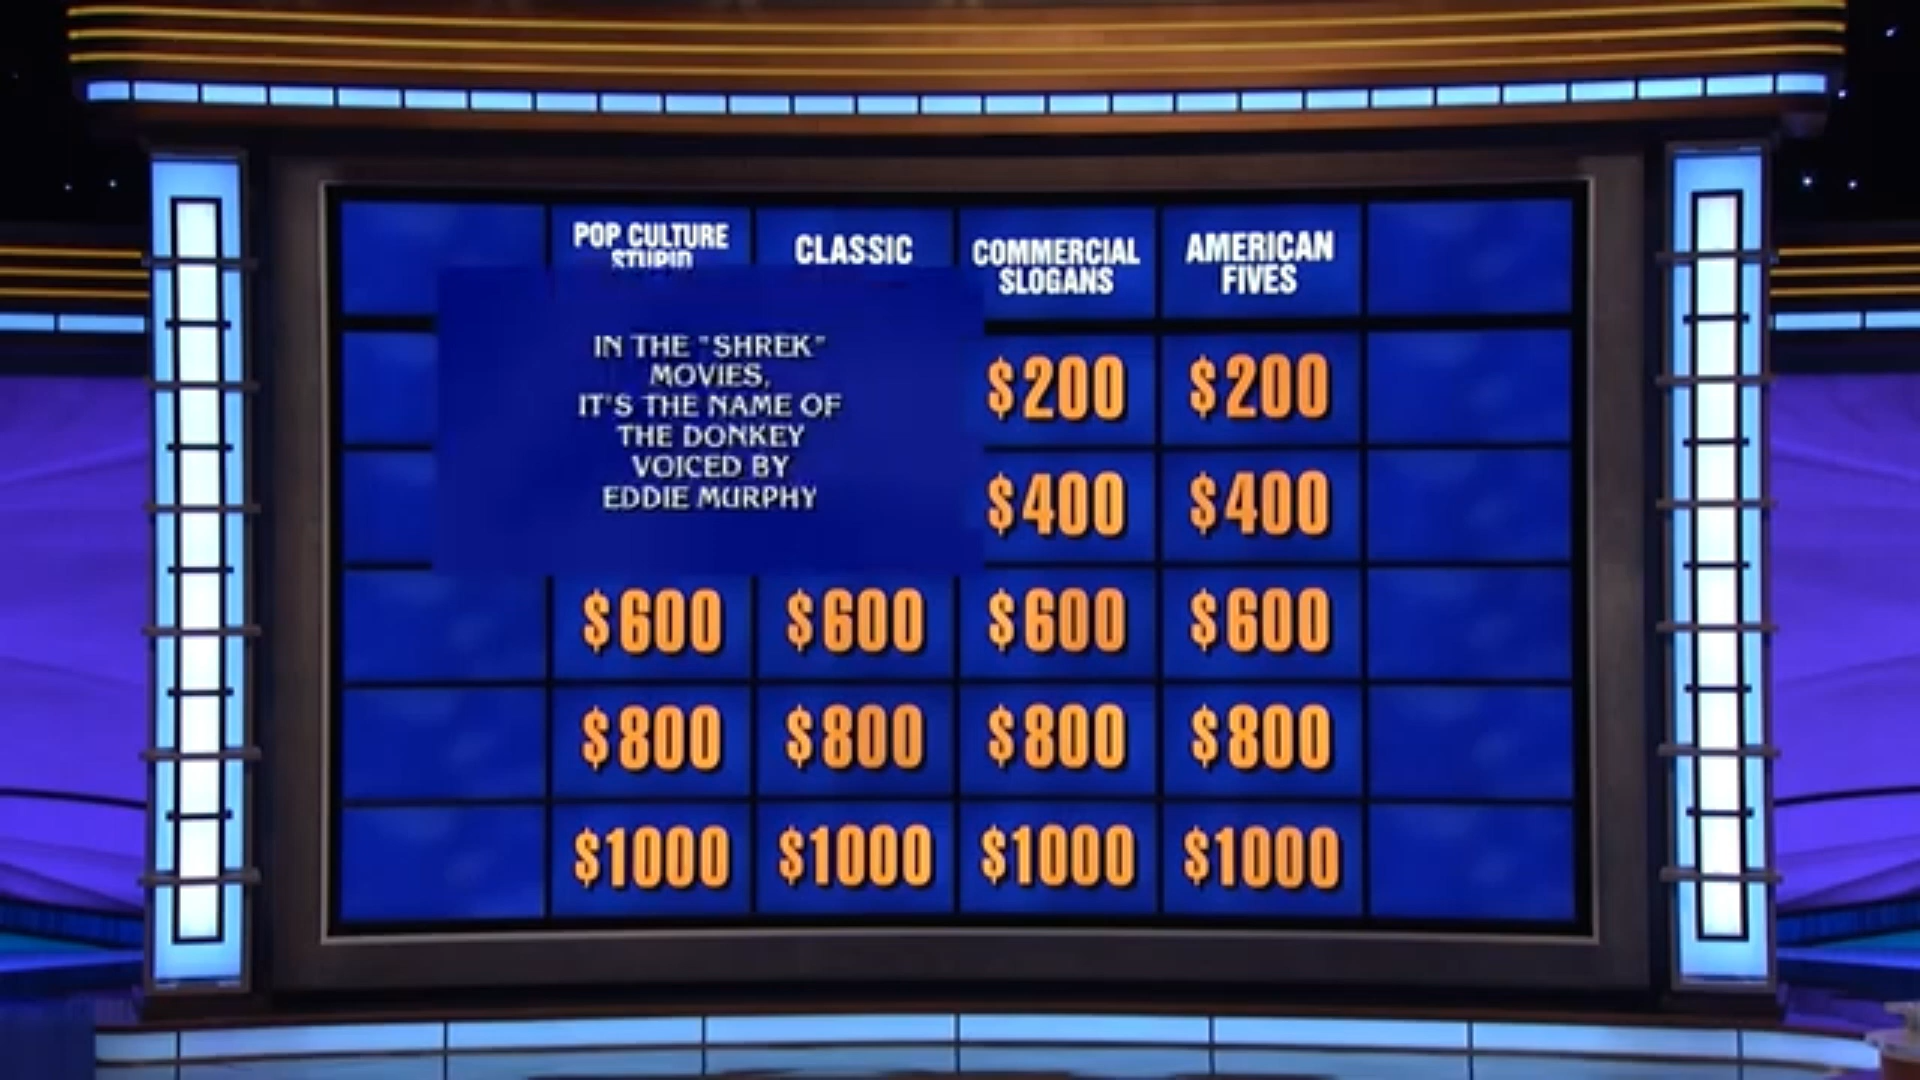 POP CULTURE
STUPID
CLASSIC
COMMERCIAL
SLOGANS
AMERICAN
FIVES
IN THE "SHREK"
MOVIES,
IT'S THE NAME OF
THE DONKEY
VOICED BY
EDDIE MURPHY
$200
$200
$400
$400
$600
$600
$600
$600
$800
$800
$800
$800
$1000
$1000
$1000
$1000